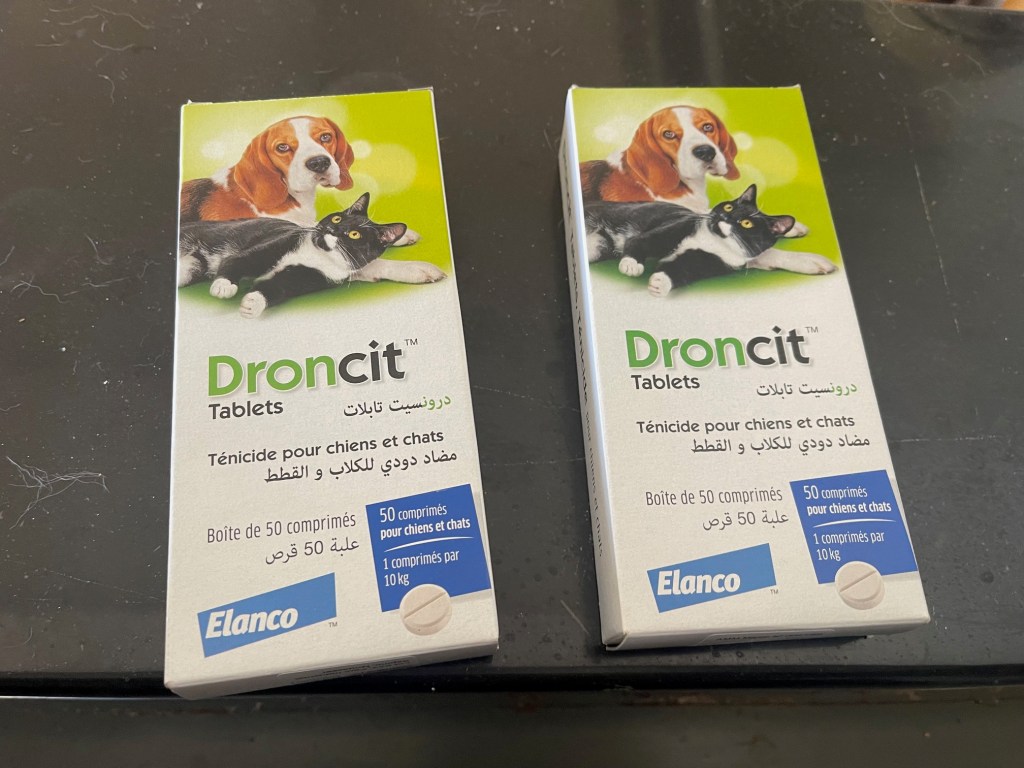 Droncit™
Tablets درونسيت تابلات
Ténicide pour chiens et chats
مضاد دودي للكلاب و القطط
Boîte de 50 comprimés
علبة 50 قرص
50 comprimés
pour chiens et chats
1 comprimés par
10 kg
Elanco™
Droncit™
Tablets درونسيت تابلات
Ténicide pour chiens et chats
مضاد دودي للكلاب و القطط
Boîte de 50 comprimés
علبة 50 قرص
50 comprimés
pour chiens et chats
1 comprimés par
10 kg
Elanco™